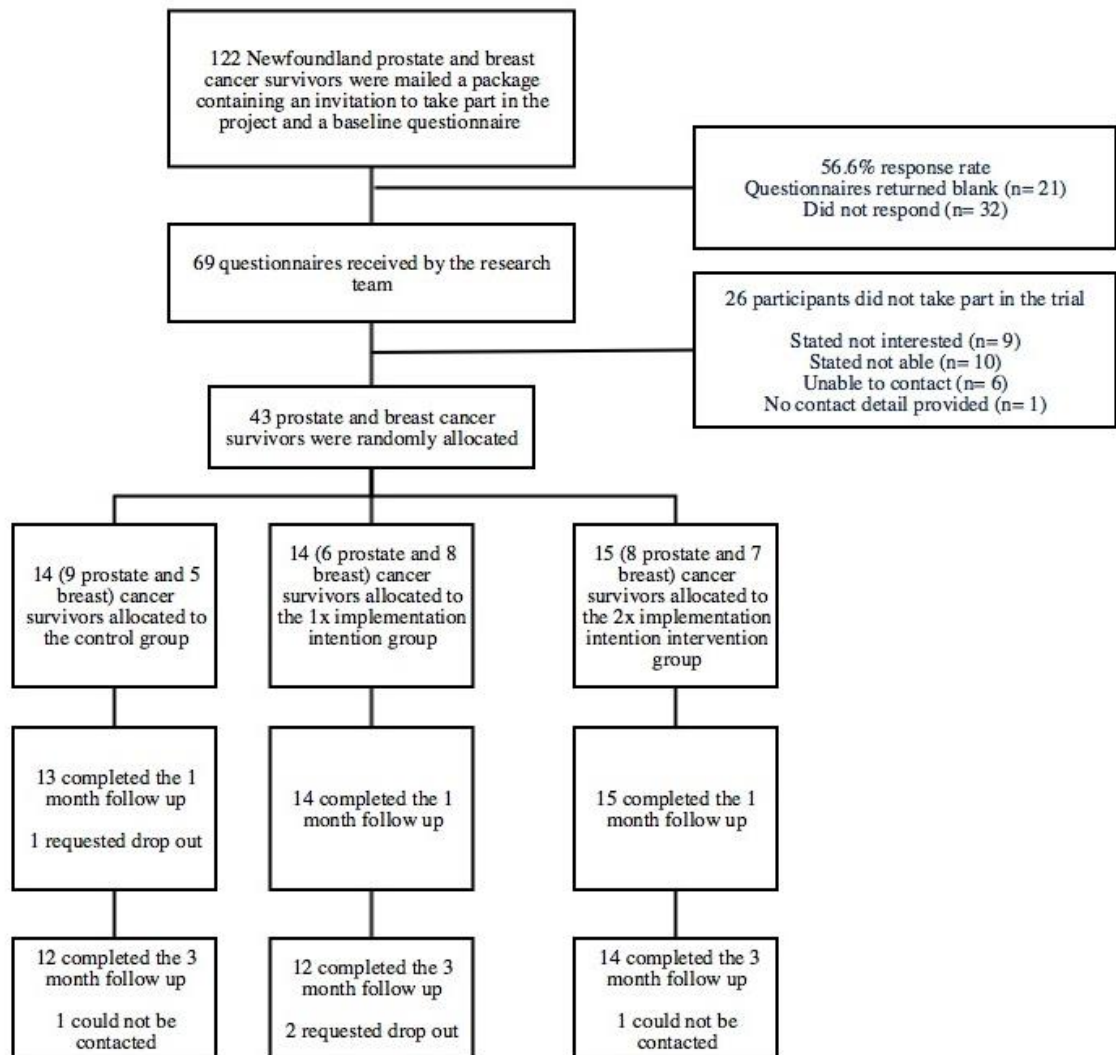 122 Newfoundland prostate and breast
cancer survivors were mailed a package
containing an invitation to take part in the
project and a baseline questionnaire
56.6% response rate
Questionnaires returned blank (n= 21)
Did not respond (n= 32)
69 questionnaires received by the research
team
26 participants did not take part in the trial
Stated not interested (n= 9)
Stated not able (n= 10)
Unable to contact (n= 6)
No contact detail provided (n= 1)
43 prostate and breast cancer
survivors were randomly allocated
14 (9 prostate and 5
breast) cancer
survivors allocated to
the control group
14 (6 prostate and 8
breast) cancer
survivors allocated to
the 1x implementation
intention group
15 (8 prostate and 7
breast) cancer
survivors allocated to
the 2x implementation
intention intervention
group
13 completed the 1
month follow up
1 requested drop out
14 completed the 1
month follow up
15 completed the 1
month follow up
12 completed the 3
month follow up
1 could not be
contacted
12 completed the 3
month follow up
2 requested drop out
14 completed the 3
month follow up
1 could not be
contacted